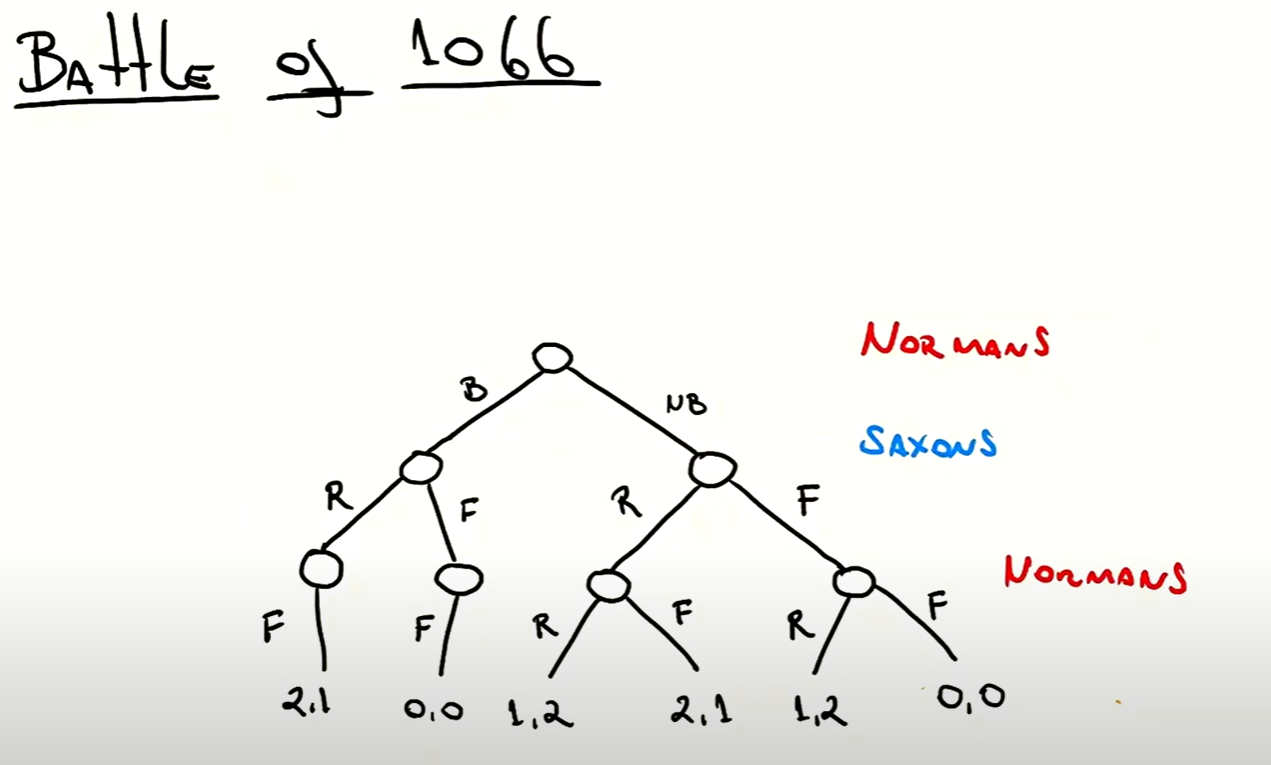 BATTLE of 1066
NORMANS
B NB
SAXONS
R F R F
NORMANS
F F R F R F
2,1 0,0 1,2 2,1 1,2 0,0